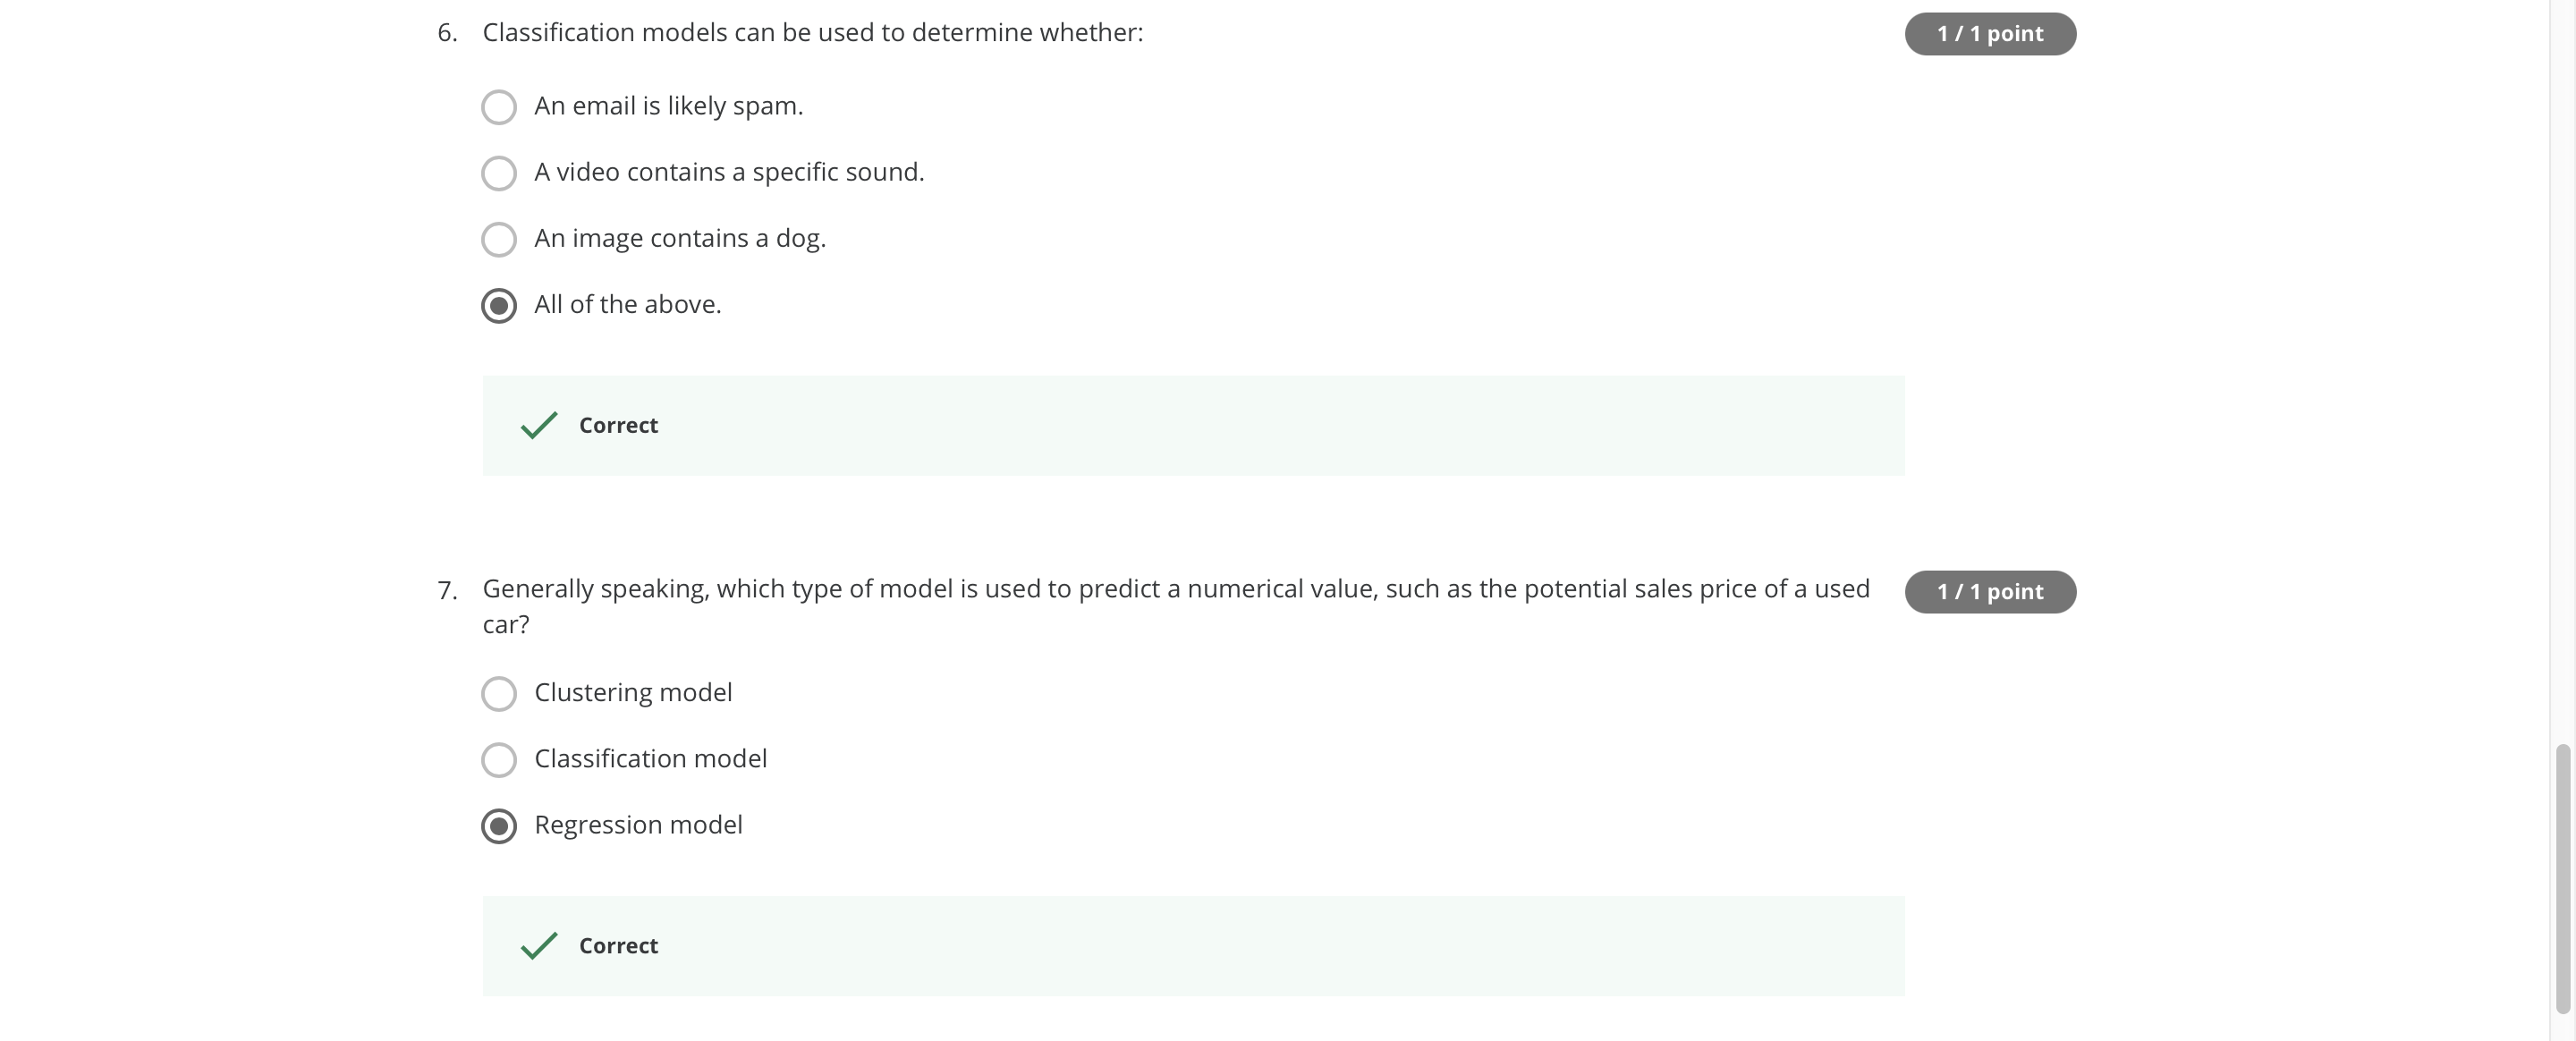 6. Classification models can be used to determine whether:
1 / 1 point
An email is likely spam.
A video contains a specific sound.
An image contains a dog.
All of the above.
Correct
7. Generally speaking, which type of model is used to predict a numerical value, such as the potential sales price of a used
car?
1 / 1 point
Clustering model
Classification model
Regression model
Correct